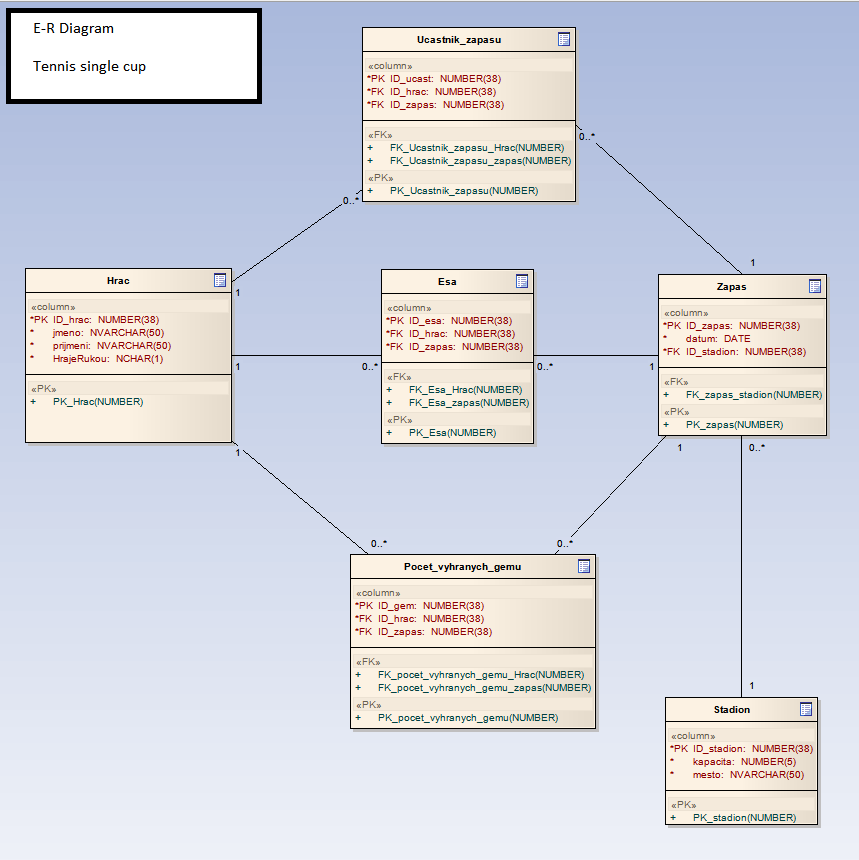 E-R Diagram
Tennis single cup
Ucastnik_zapasu
«column»
*PK ID_ucast: NUMBER(38)
*FK ID_hrac: NUMBER(38)
*FK ID_zapas: NUMBER(38)
«FK»
+ FK_Ucastnik_zapasu_Hrac(NUMBER)
+ FK_Ucastnik_zapasu_zapas(NUMBER)
«PK»
+ PK_Ucastnik_zapasu(NUMBER)
0..*
0..*
1
1
Hrac
«column»
*PK ID_hrac: NUMBER(38)
* jmeno: NVARCHAR(50)
* prijmeni: NVARCHAR(50)
* HrajeRukou: NCHAR(1)
«PK»
+ PK_Hrac(NUMBER)
1
0..*
Esa
«column»
*PK ID_esa: NUMBER(38)
*FK ID_hrac: NUMBER(38)
*FK ID_zapas: NUMBER(38)
«FK»
+ FK_Esa_Hrac(NUMBER)
+ FK_Esa_zapas(NUMBER)
«PK»
+ PK_Esa(NUMBER)
0..*
1
Zapas
«column»
*PK ID_zapas: NUMBER(38)
* datum: DATE
*FK ID_stadion: NUMBER(38)
«FK»
+ FK_zapas_stadion(NUMBER)
«PK»
+ PK_zapas(NUMBER)
1
1
0..*
0..*
0..*
Pocet_vyhranych_gemu
«column»
*PK ID_gem: NUMBER(38)
*FK ID_hrac: NUMBER(38)
*FK ID_zapas: NUMBER(38)
«FK»
+ FK_pocet_vyhranych_gemu_Hrac(NUMBER)
+ FK_pocet_vyhranych_gemu_zapas(NUMBER)
«PK»
+ PK_pocet_vyhranych_gemu(NUMBER)
1
Stadion
«column»
*PK ID_stadion: NUMBER(38)
* kapacita: NUMBER(5)
* mesto: NVARCHAR(50)
«PK»
+ PK_stadion(NUMBER)